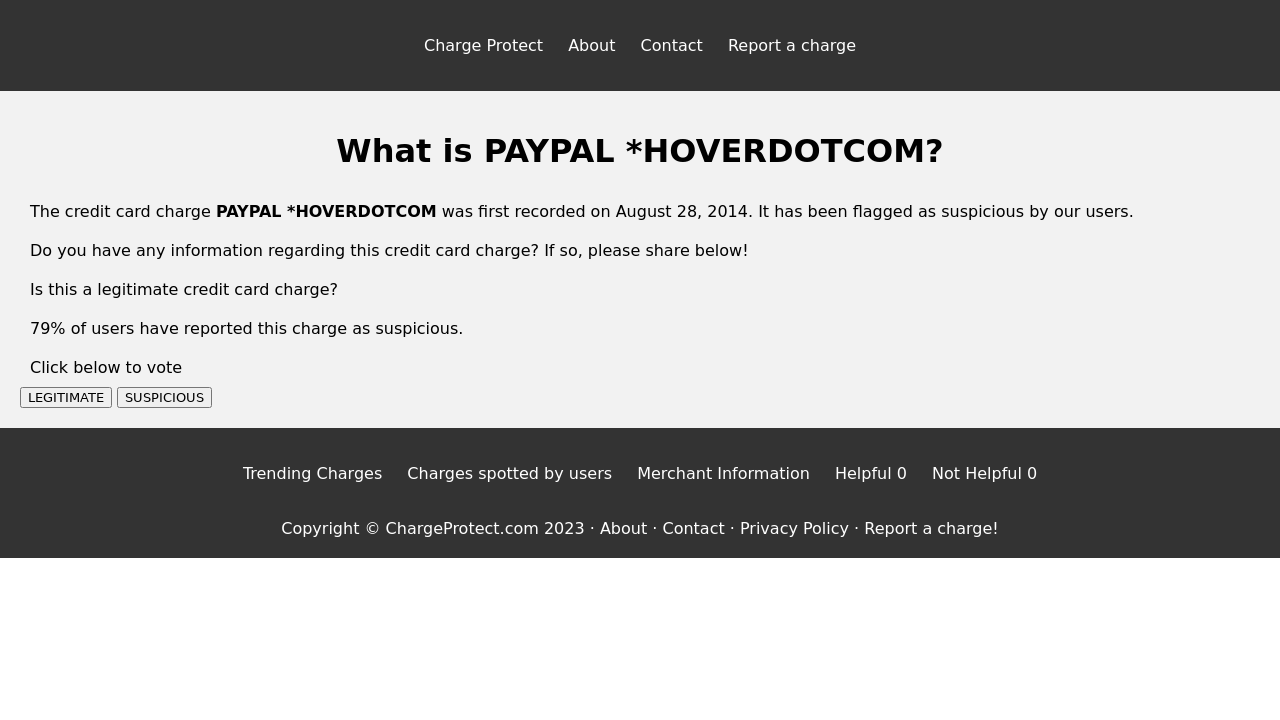 Charge Protect About Contact Report a charge
What is PAYPAL *HOVERDOTCOM?
The credit card charge PAYPAL *HOVERDOTCOM was first recorded on August 28, 2014. It has been flagged as suspicious by our users.
Do you have any information regarding this credit card charge? If so, please share below!
Is this a legitimate credit card charge?
79% of users have reported this charge as suspicious.
Click below to vote
LEGITIMATE SUSPICIOUS
Trending Charges Charges spotted by users Merchant Information Helpful 0 Not Helpful 0
Copyright © ChargeProtect.com 2023 · About · Contact · Privacy Policy · Report a charge!